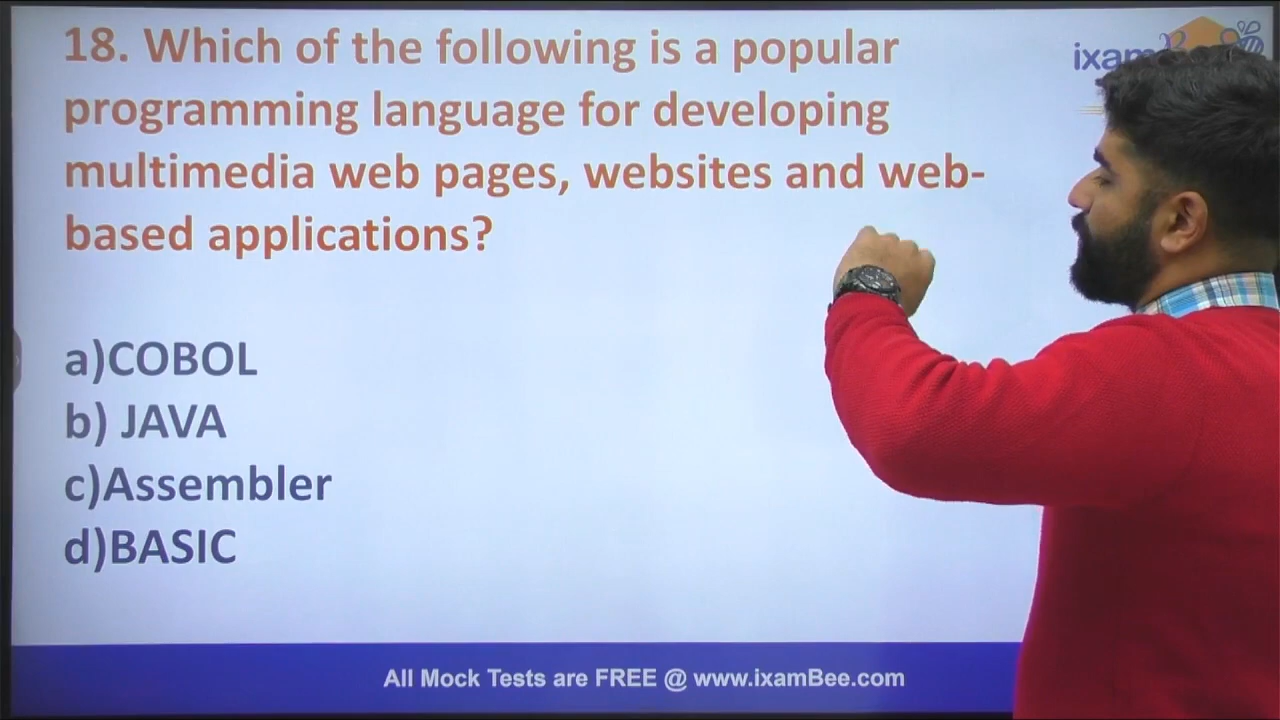 18. Which of the following is a popular
programming language for developing
multimedia web pages, websites and web-
based applications?
a)COBOL
b) JAVA
c)Assembler
d)BASIC
All Mock Tests are FREE @ www.ixamBee.com